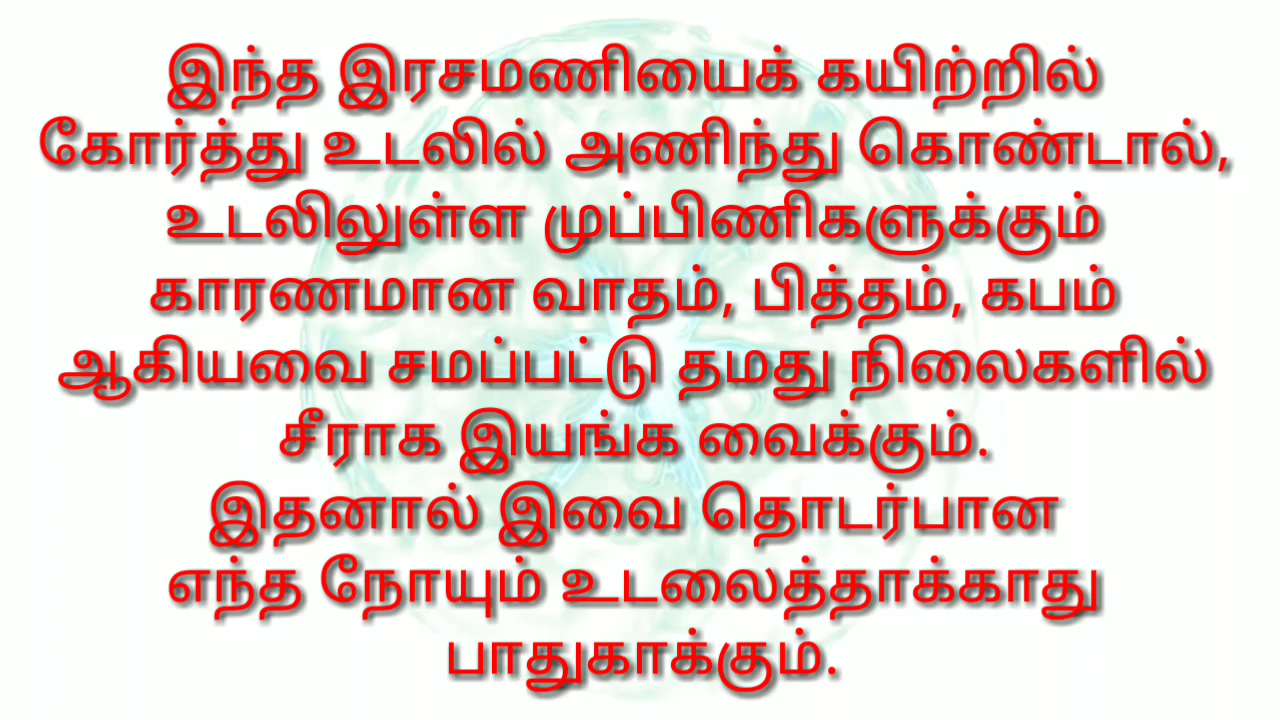 இந்த இரசமணியைக் கயிற்றில்
கோர்த்து உடலில் அணிந்து கொண்டால்,
உடலிலுள்ள முப்பிணிகளுக்கும்
காரணமான வாதம், பித்தம், கபம்
ஆகியவை சமப்பட்டு தமது நிலைகளில்
சீராக இயங்க வைக்கும்.
இதனால் இவை தொடர்பான
எந்த நோயும் உடலைத்தாக்காது
பாதுகாக்கும்.